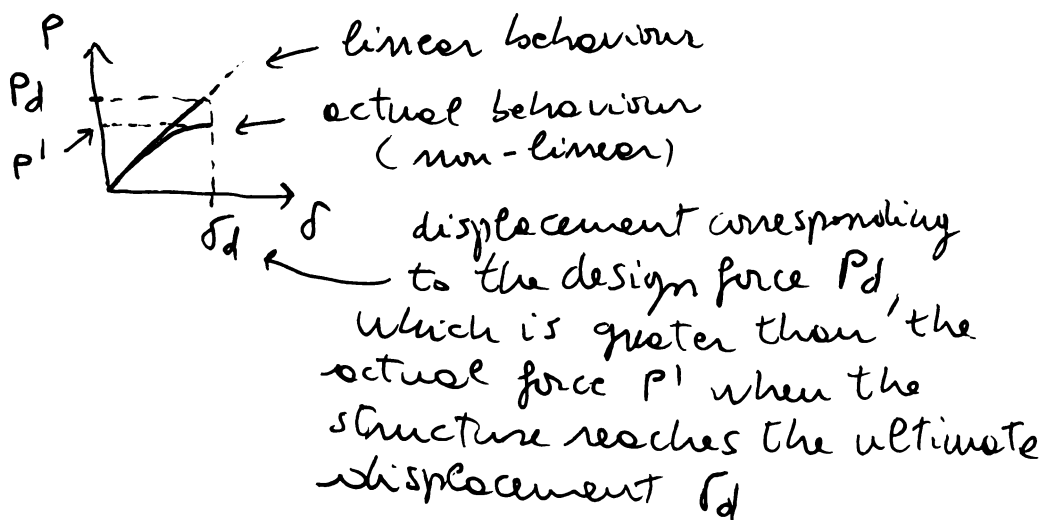 P
linear behaviour
Pd
actual behaviour
P'
(non-linear)
δd
δ
displacement corresponding
to the design force Pd,
which is greater than the
actual force P' when the
structure reaches the ultimate
displacement δd